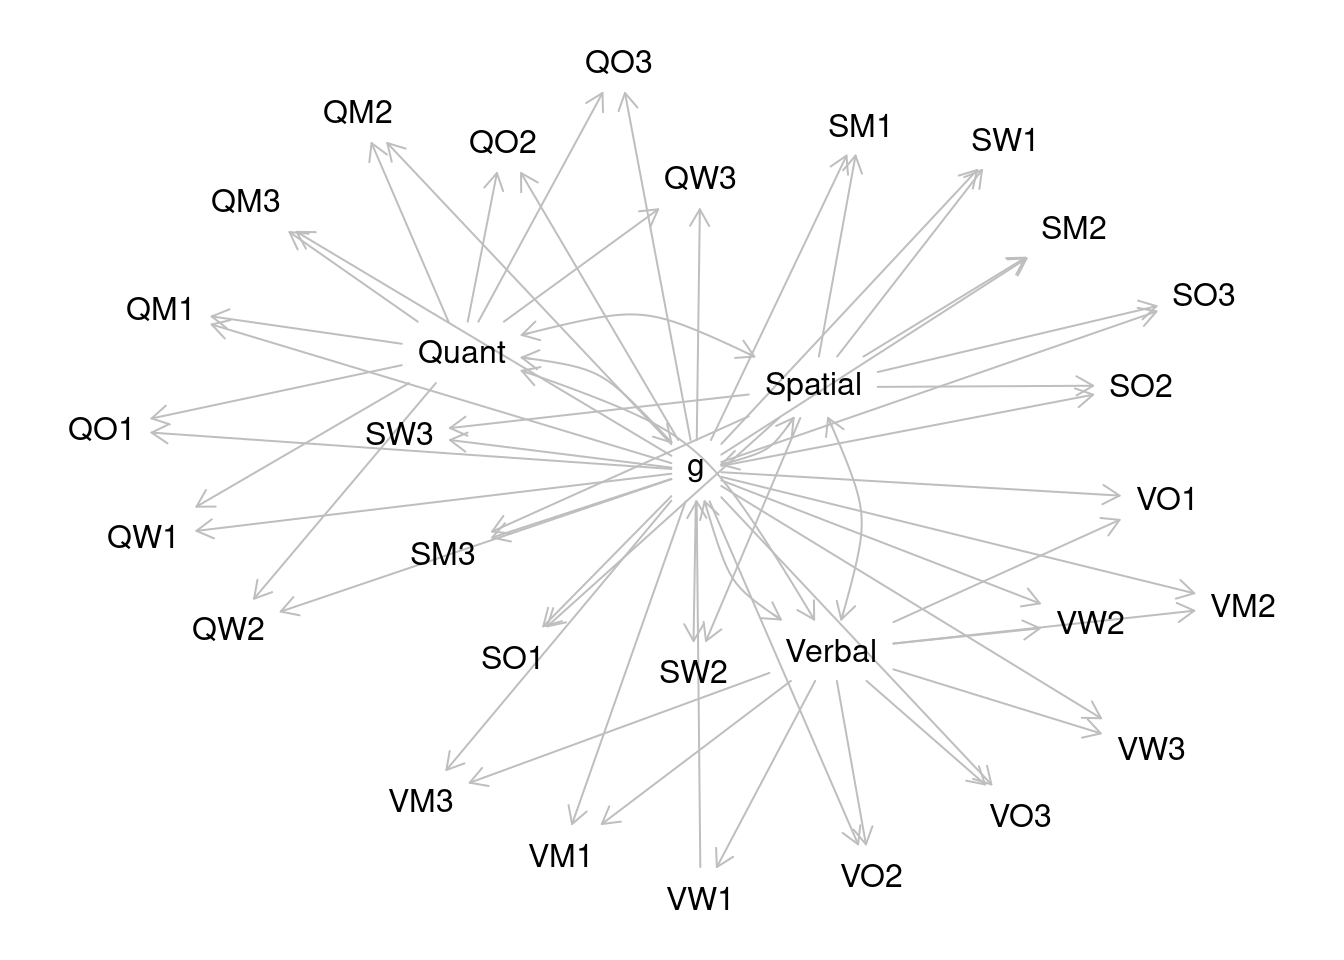 QO3
QM2
SM1
SW1
QO2
QW3
QM3
SM2
SO3
QM1
Quant
Spatial
SO2
QO1
SW3
g
VO1
QW1
SM3
VM2
VW2
QW2
Verbal
SO1
SW2
VW3
VM3
VO3
VM1
VO2
VW1